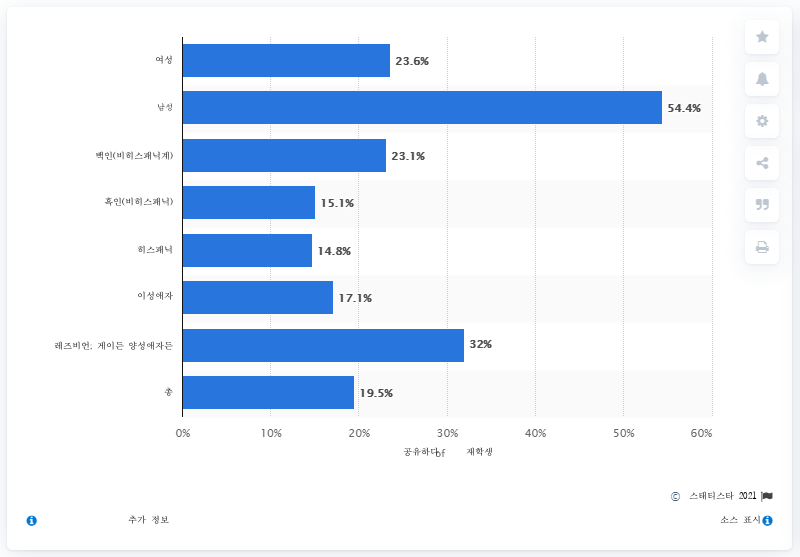 여성 23.6%
남성 54.4%
백인(비히스패닉계) 23.1%
흑인(비히스패닉) 15.1%
히스패닉 14.8%
이성애자 17.1%
레즈비언; 게이든 양성애자든 32%
총 19.5%
0% 10% 20% 30% 40% 50% 60%
공유하다 of 재학생
© 스태티스타 2021
추가 정보 소스 표시